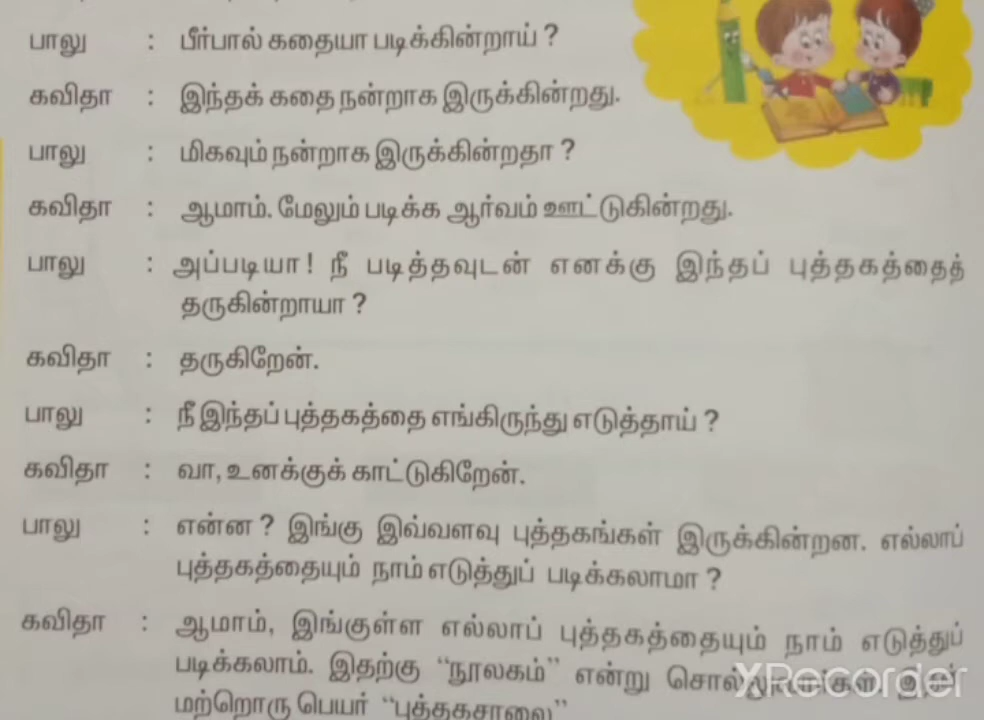 பாலு : பீர்பால் கதையா படிக்கின்றாய் ?
கவிதா : இந்தக் கதை நன்றாக இருக்கின்றது.
பாலு : மிகவும் நன்றாக இருக்கின்றதா ?
கவிதா : ஆமாம். மேலும் படிக்க ஆர்வம் ஊட்டுகின்றது.
பாலு : அப்படியா ! நீ படித்தவுடன் எனக்கு இந்தப் புத்தகத்தைத்
தருகின்றாயா ?
கவிதா : தருகிறேன்.
பாலு : நீ இந்தப் புத்தகத்தை எங்கிருந்து எடுத்தாய் ?
கவிதா : வா, உனக்குக் காட்டுகிறேன்.
பாலு : என்ன ? இங்கு இவ்வளவு புத்தகங்கள் இருக்கின்றன. எல்லாப்
புத்தகத்தையும் நாம் எடுத்துப் படிக்கலாமா ?
கவிதா : ஆமாம், இங்குள்ள எல்லாப் புத்தகத்தையும் நாம் எடுத்துப்
படிக்கலாம். இதற்கு “நூலகம்” என்று
மற்றொரு பெயர் “புத்தகசாலை”
XRecorder